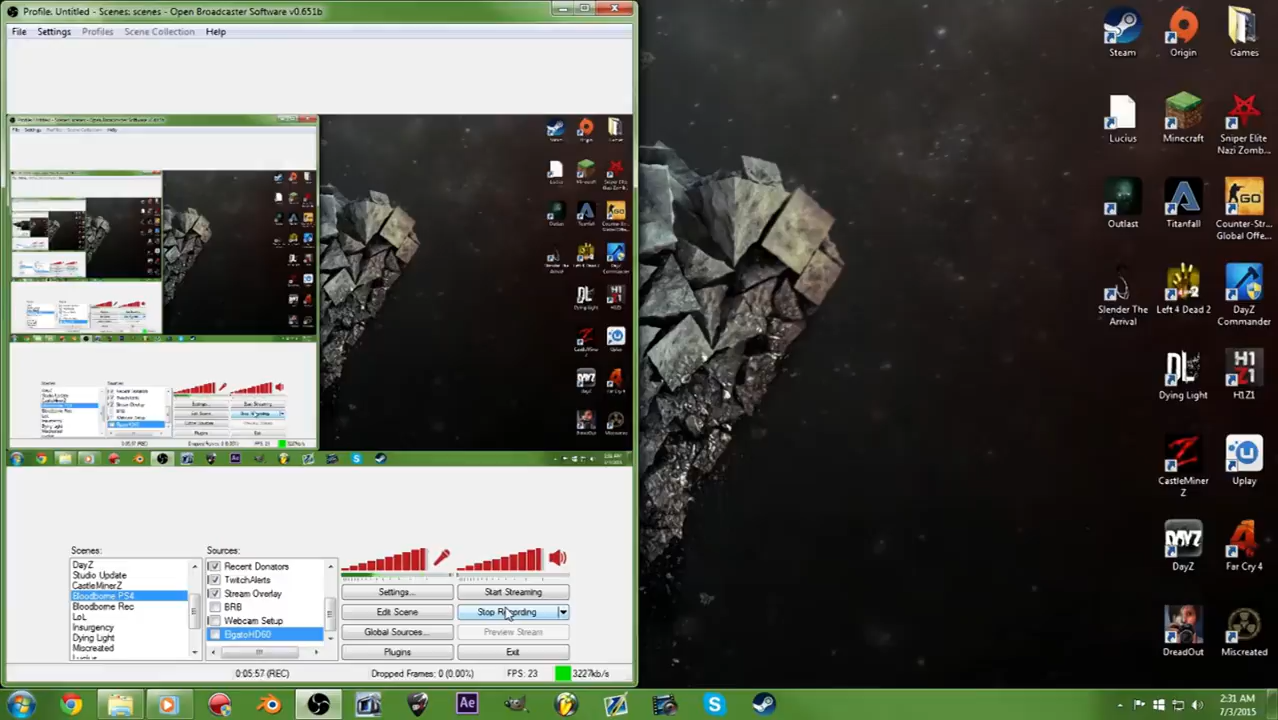 Profile: Untitled - Scenes: scenes - Open Broadcaster Software v0.651b
File Settings Profiles Scene Collection Help
Steam
Origin
Games
Lucius
Minecraft
Sniper Elite
Nazi Zomb...
Outlast
Titanfall
Counter-Str...
Global Offe...
Slender The
Arrival
Left 4 Dead 2
DayZ
Commander
Dying Light
H1Z1
CastleMiner
Z
Uplay
DayZ
Far Cry 4
DreadOut
Miscreated
Scenes:
DayZ
Studio Update
CastleMinerZ
Bloodborne PS4
Bloodborne Rec
LoL
Insurgency
Dying Light
Miscreated
Lucius
Sources:
Recent Donators
TwitchAlerts
Stream Overlay
BRB
Webcam Setup
ElgatoHD60
Settings...
Start Streaming
Edit Scene
Stop Recording
Global Sources...
Preview Stream
Plugins
Exit
0:05:57 (REC)
Dropped Frames: 0 (0.00%)
FPS: 23
3227kb/s
2:31 AM
7/3/2015